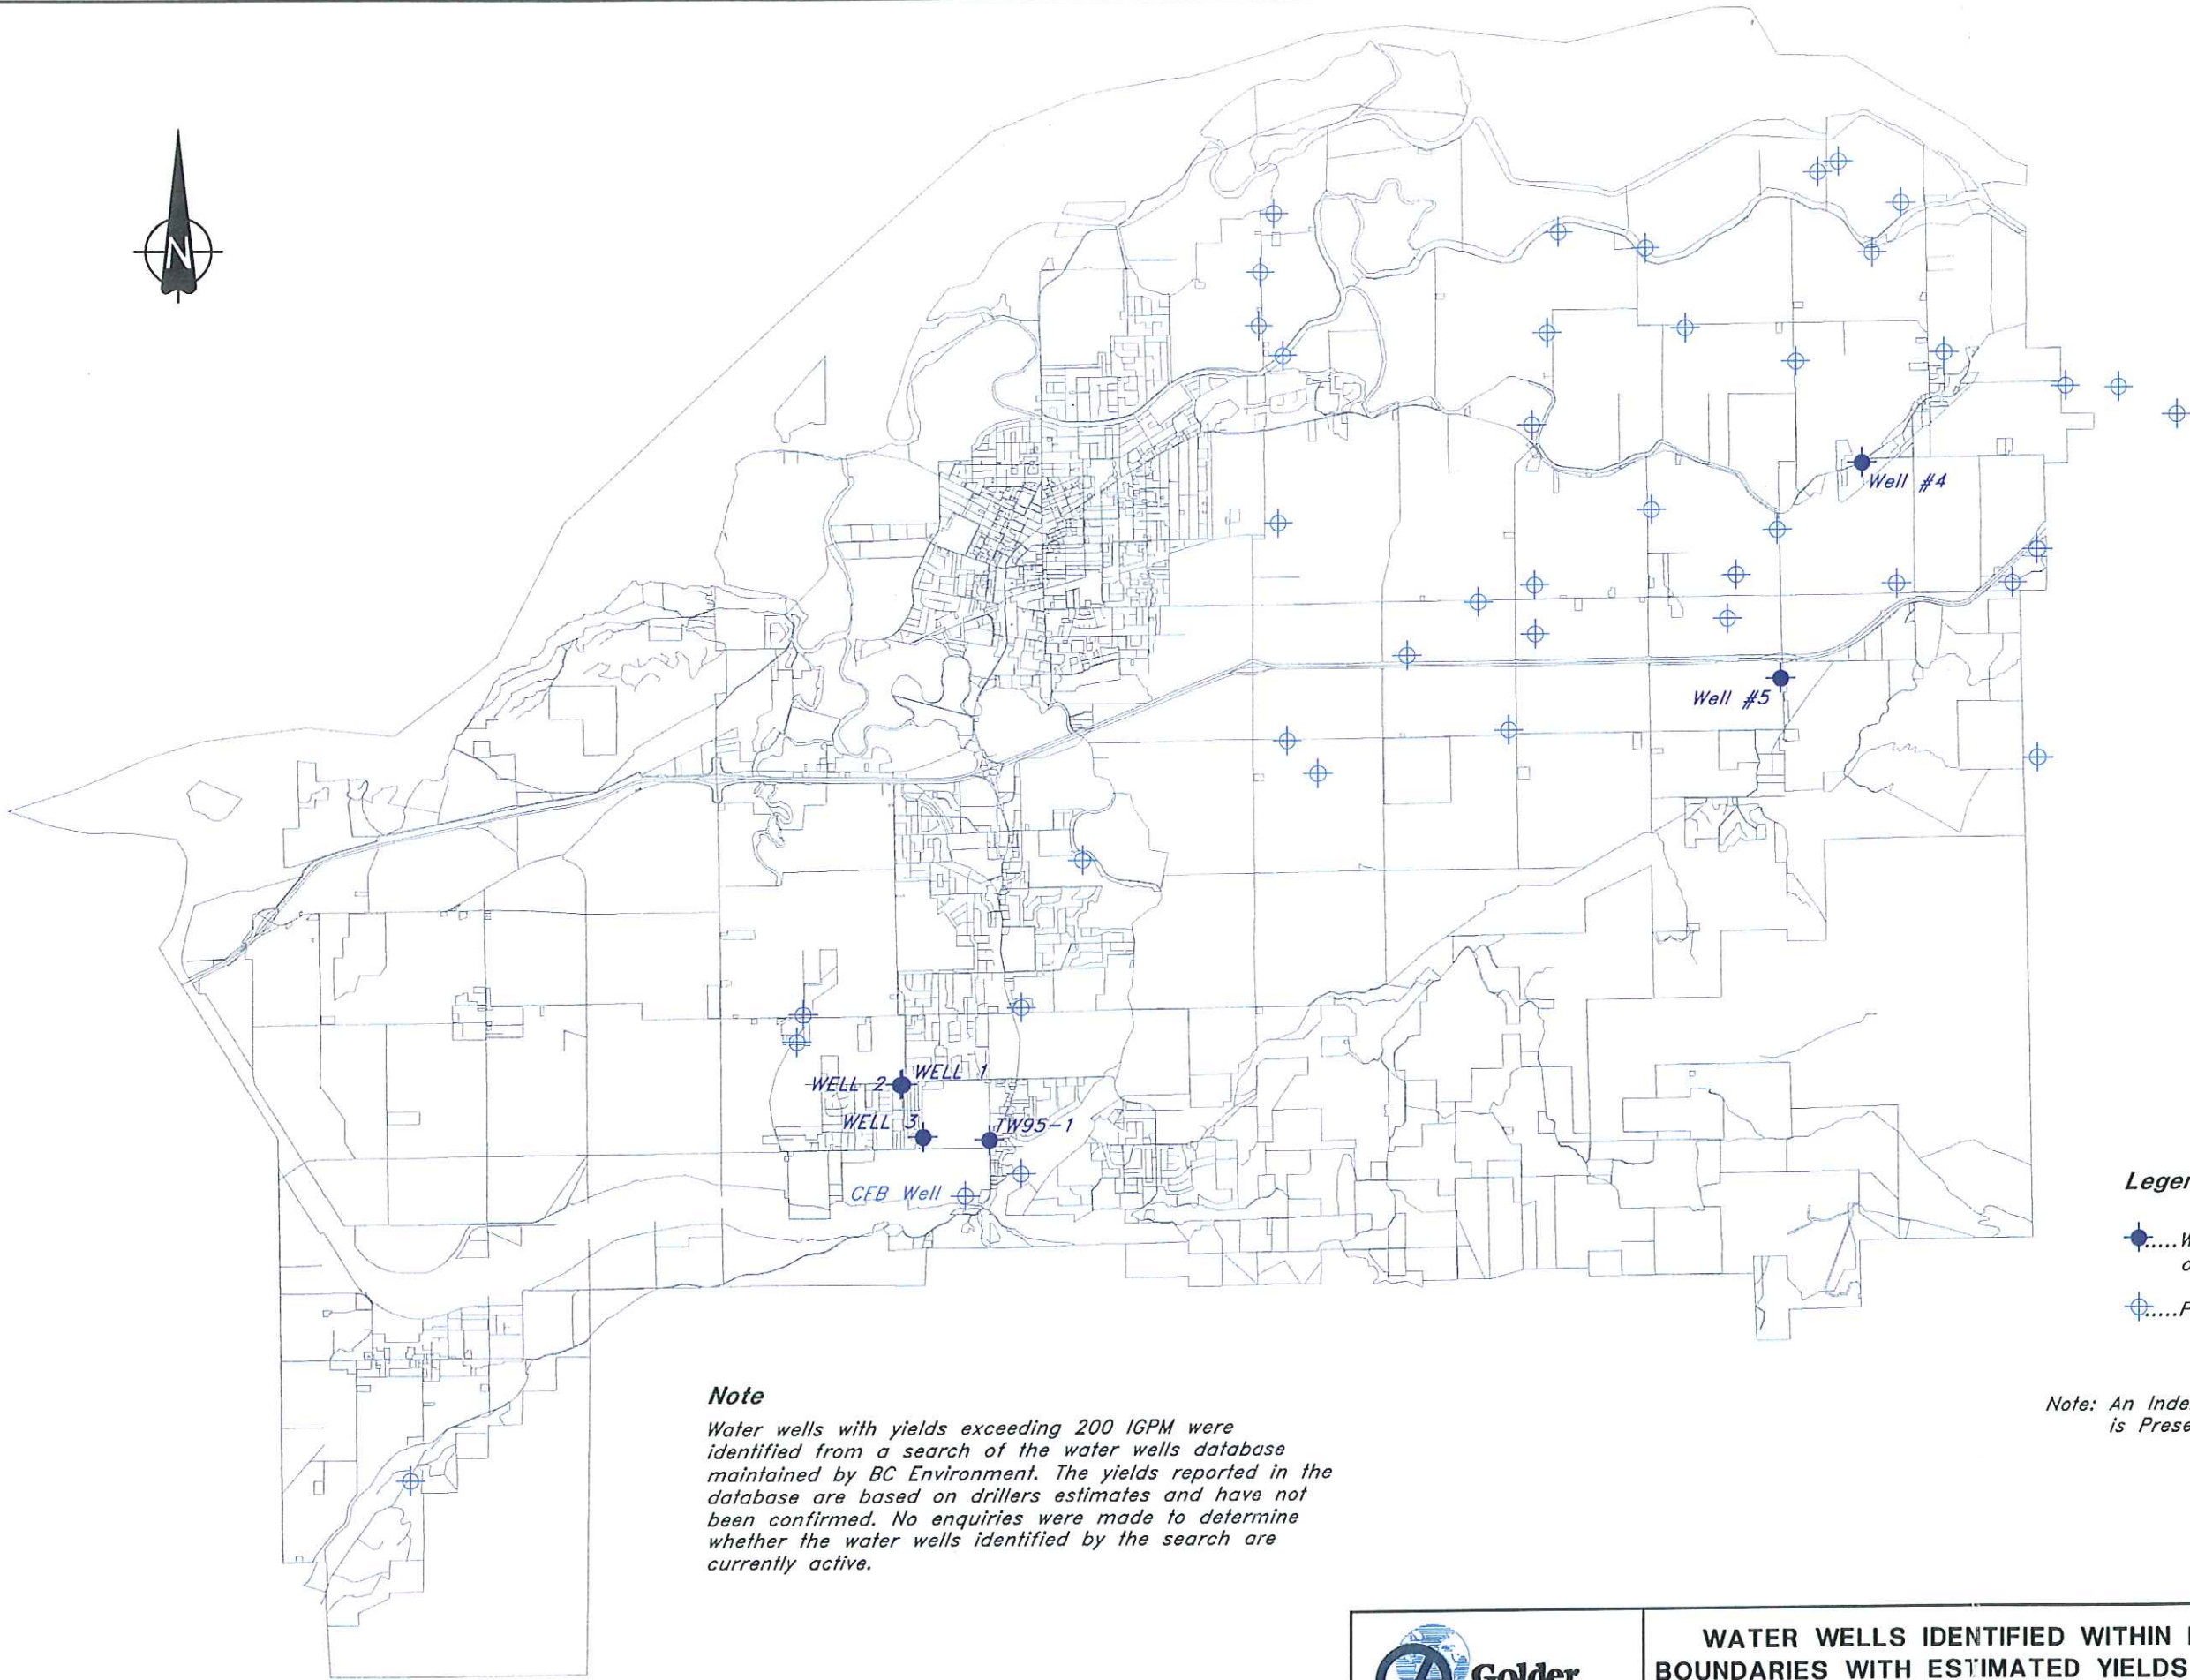 N
Well #4
Well #5
WELL 1
WELL 2
WELL 3
TW95-1
CFB Well
Note
Water wells with yields exceeding 200 IGPM were
identified from a search of the water wells database
maintained by BC Environment. The yields reported in the
database are based on drillers estimates and have not
been confirmed. No enquiries were made to determine
whether the water wells identified by the search are
currently active.
Note: An
is
Golder
WATER WELLS IDENTIFIED WITHIN
BOUNDARIES WITH ESTIMATED YIELDS